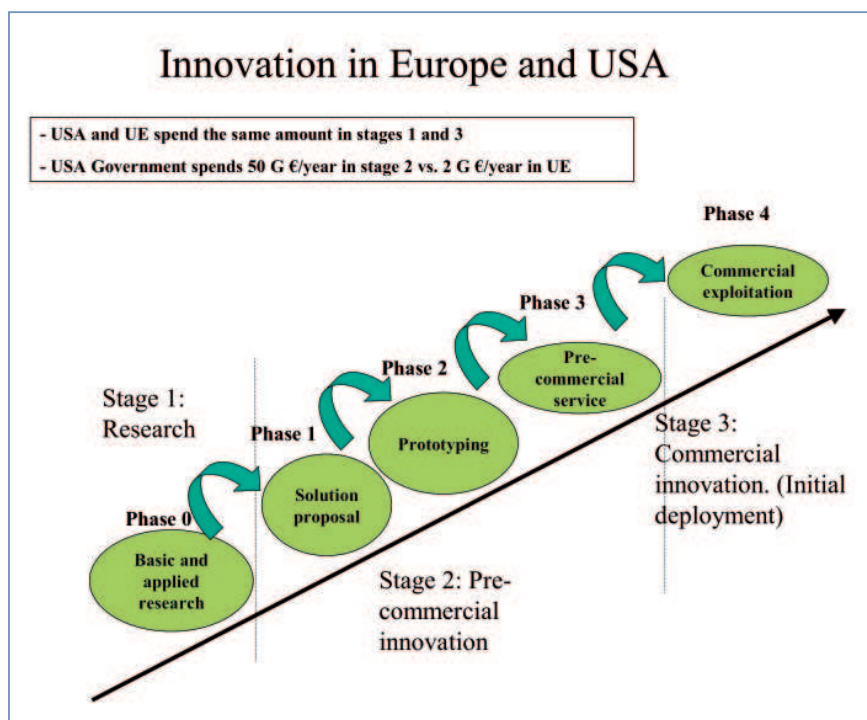 Innovation in Europe and USA
- USA and UE spend the same amount in stages 1 and 3
- USA Government spends 50 G €/year in stage 2 vs. 2 G €/year in UE
Phase 4
Commercial
exploitation
Phase 3
Pre-
commercial
service
Phase 2
Prototyping
Stage 1:
Research
Phase 1
Solution
proposal
Stage 3:
Commercial
innovation. (Initial
deployment)
Phase 0
Basic and
applied
research
Stage 2: Pre-
commercial
innovation